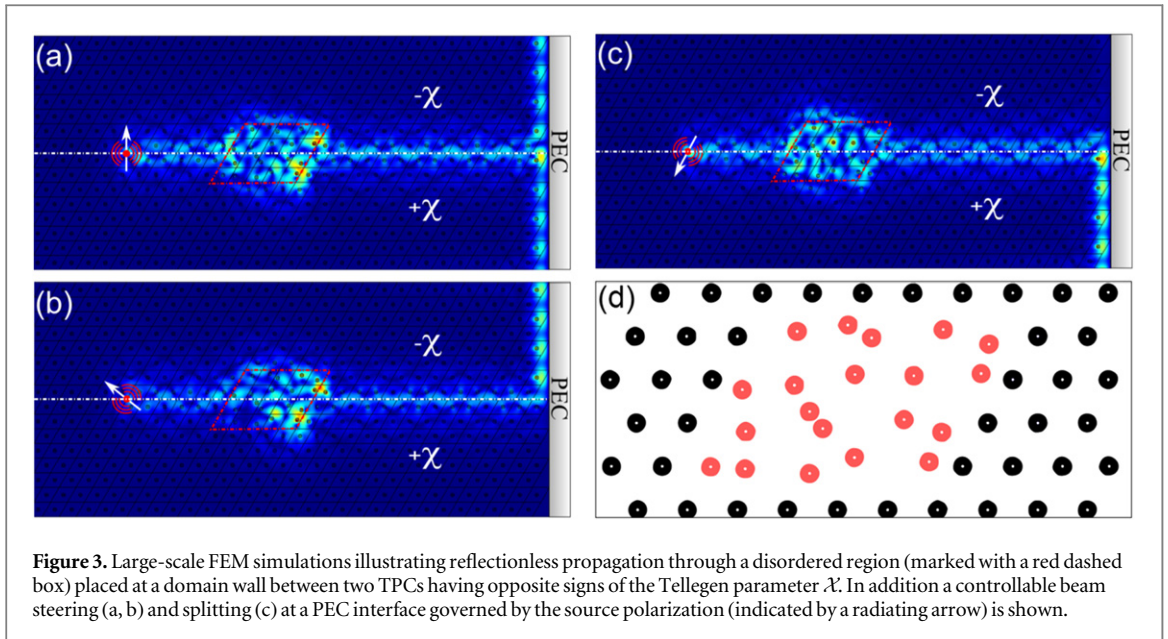 (a)
-χ
+χ
PEC
(c)
-χ
+χ
PEC
(b)
-χ
+χ
PEC
(d)
Figure 3. Large-scale FEM simulations illustrating reflectionless propagation through a disordered region (marked with a red dashed
box) placed at a domain wall between two TPCs having opposite signs of the Tellegen parameter χ. In addition a controllable beam
steering (a, b) and splitting (c) at a PEC interface governed by the source polarization (indicated by a radiating arrow) is shown.